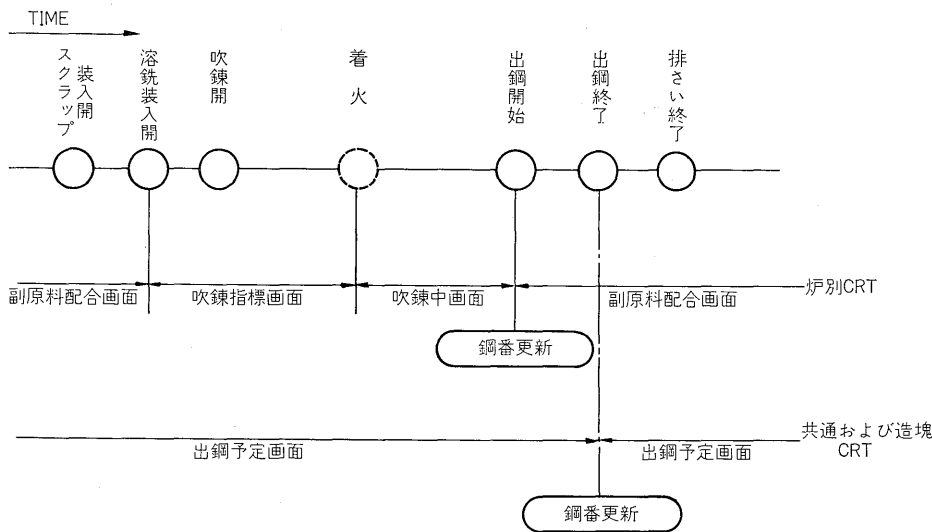 TIME
スクラップ
装入開
溶銑装入開
吹錬開
着火
出鋼開始
出鋼終了
排さい終了
副原料配合画面
吹錬指標画面
吹錬中画面
副原料配合画面
炉別CRT
鋼番更新
出鋼予定画面
出鋼予定画面
共通および造塊
CRT
鋼番更新